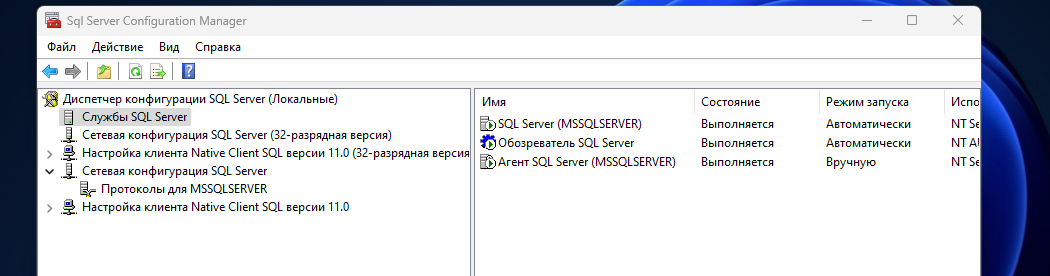 Sql Server Configuration Manager
Файл Действие Вид Справка
Диспетчер конфигурации SQL Server (Локальные)
Службы SQL Server
Сетевая конфигурация SQL Server (32-разрядная версия)
Настройка клиента Native Client SQL версии 11.0 (32-разрядная версия
Сетевая конфигурация SQL Server
Протоколы для MSSQLSERVER
Настройка клиента Native Client SQL версии 11.0
Имя Состояние Режим запуска Испо
SQL Server (MSSQLSERVER) Выполняется Автоматически NT Se
Обозреватель SQL Server Выполняется Автоматически NT AU
Агент SQL Server (MSSQLSERVER) Выполняется Вручную NT Se